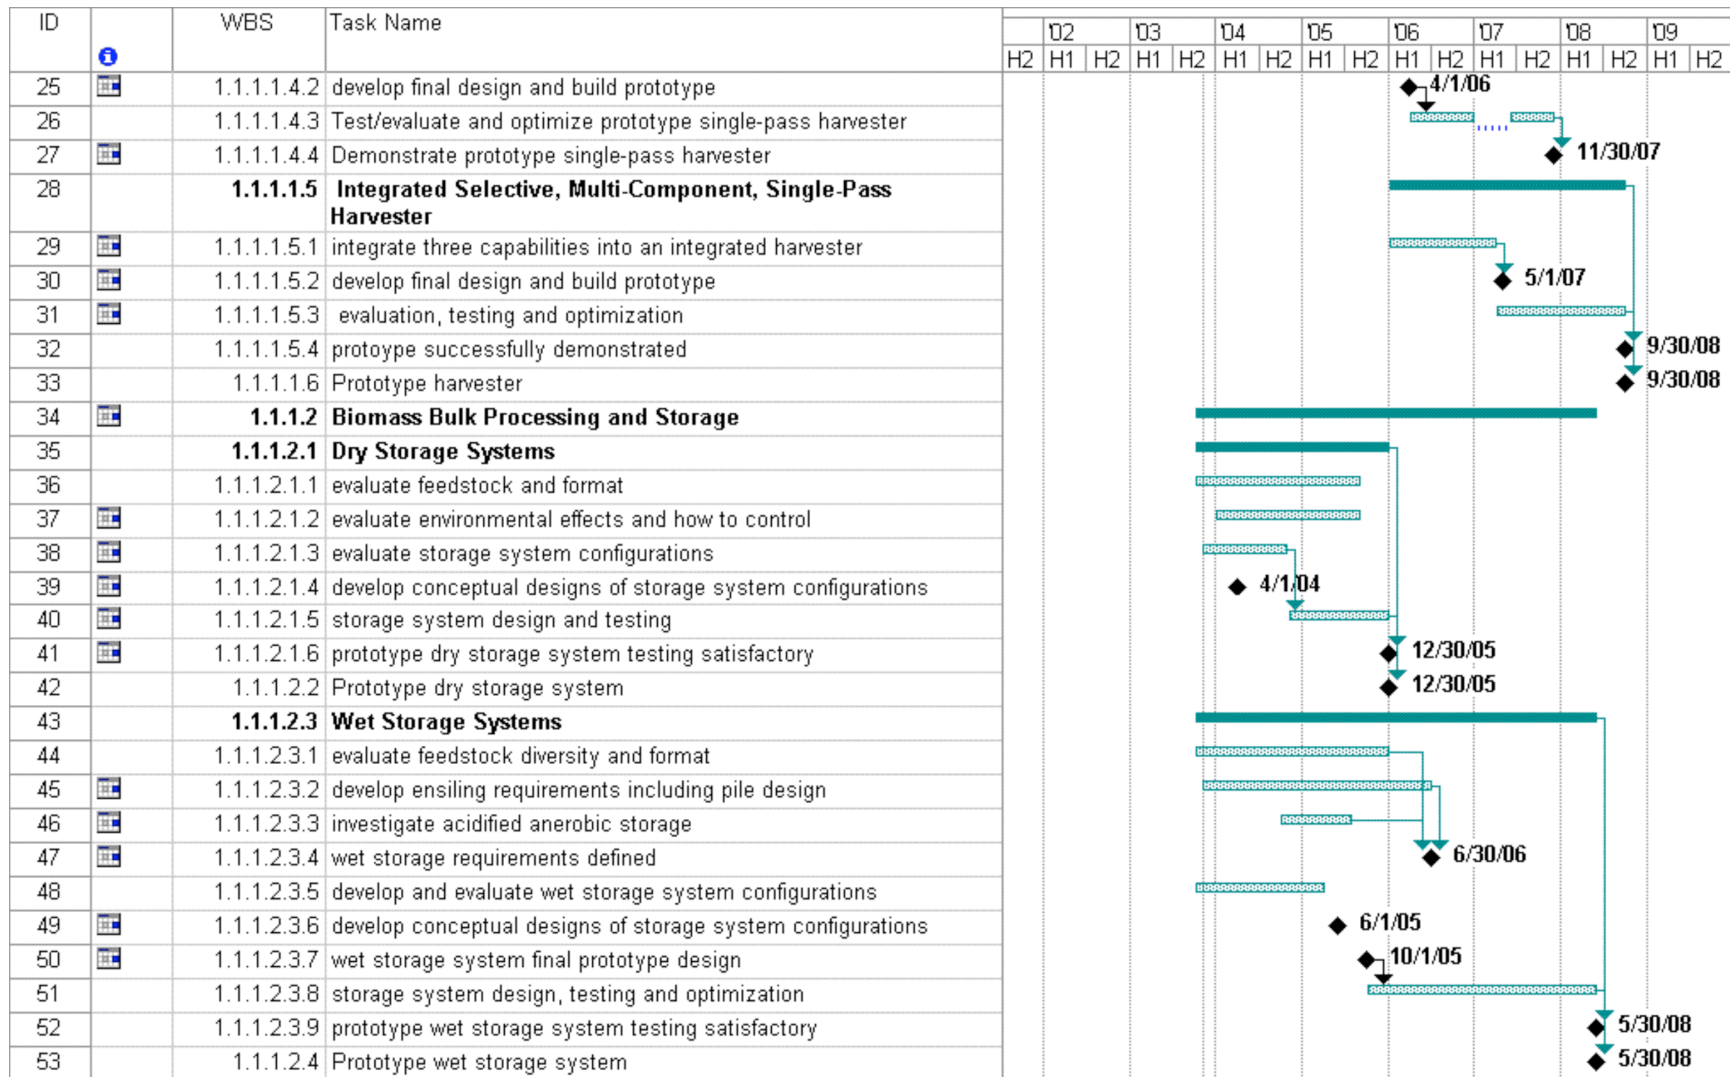 ID WBS Task Name
'02 '03 '04 '05 '06 '07 '08 '09
H2 H1 H2 H1 H2 H1 H2 H1 H2 H1 H2 H1 H2 H1 H2 H1 H2
25 1.1.1.1.4.2 develop final design and build prototype 4/1/06
26 1.1.1.1.4.3 Test/evaluate and optimize prototype single-pass harvester
27 1.1.1.1.4.4 Demonstrate prototype single-pass harvester 11/30/07
28 1.1.1.1.5 Integrated Selective, Multi-Component, Single-Pass
Harvester
29 1.1.1.1.5.1 integrate three capabilities into an integrated harvester
30 1.1.1.1.5.2 develop final design and build prototype 5/1/07
31 1.1.1.1.5.3 evaluation, testing and optimization
32 1.1.1.1.5.4 protoype successfully demonstrated 9/30/08
33 1.1.1.1.6 Prototype harvester 9/30/08
34 1.1.1.2 Biomass Bulk Processing and Storage
35 1.1.1.2.1 Dry Storage Systems
36 1.1.1.2.1.1 evaluate feedstock and format
37 1.1.1.2.1.2 evaluate environmental effects and how to control
38 1.1.1.2.1.3 evaluate storage system configurations
39 1.1.1.2.1.4 develop conceptual designs of storage system configurations 4/1/04
40 1.1.1.2.1.5 storage system design and testing
41 1.1.1.2.1.6 prototype dry storage system testing satisfactory 12/30/05
42 1.1.1.2.2 Prototype dry storage system 12/30/05
43 1.1.1.2.3 Wet Storage Systems
44 1.1.1.2.3.1 evaluate feedstock diversity and format
45 1.1.1.2.3.2 develop ensiling requirements including pile design
46 1.1.1.2.3.3 investigate acidified anerobic storage
47 1.1.1.2.3.4 wet storage requirements defined 6/30/06
48 1.1.1.2.3.5 develop and evaluate wet storage system configurations
49 1.1.1.2.3.6 develop conceptual designs of storage system configurations 6/1/05
50 1.1.1.2.3.7 wet storage system final prototype design 10/1/05
51 1.1.1.2.3.8 storage system design, testing and optimization
52 1.1.1.2.3.9 prototype wet storage system testing satisfactory 5/30/08
53 1.1.1.2.4 Prototype wet storage system 5/30/08